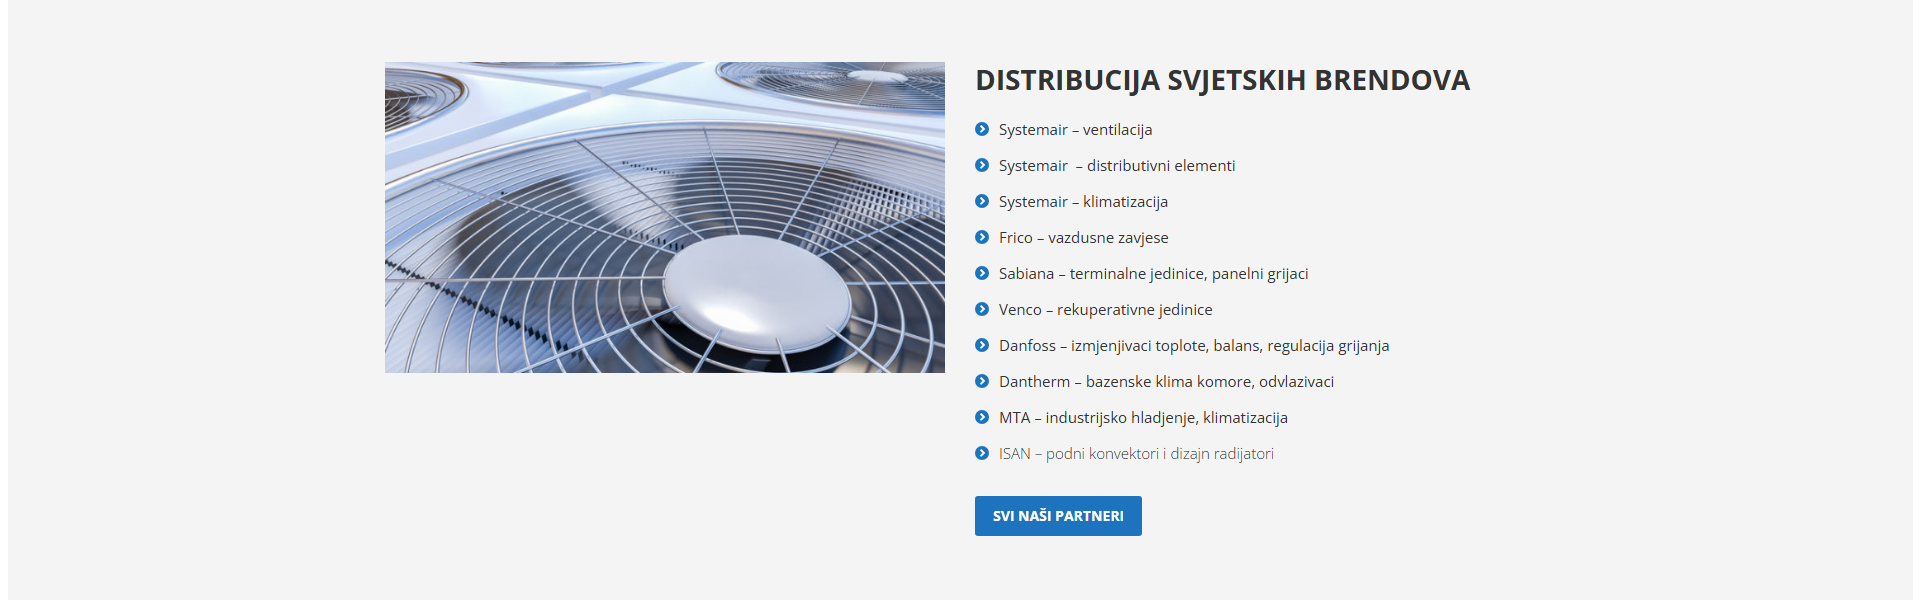 DISTRIBUCIJA SVJETSKIH BRENDOVA
Systemair – ventilacija
Systemair – distributivni elementi
Systemair – klimatizacija
Frico – vazdusne zavjese
Sabiana – terminalne jedinice, panelni grijaci
Venco – rekuperativne jedinice
Danfoss – izmjenjivaci toplote, balans, regulacija grijanja
Dantherm – bazenske klima komore, odvlazivaci
MTA – industrijsko hladjenje, klimatizacija
ISAN – podni konvektori i dizajn radijatori
SVI NAŠI PARTNERI